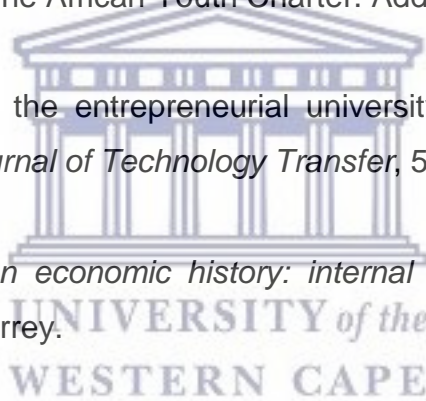 The African Youth Charter: Add
the entrepreneurial universit
urnal of Technology Transfer, 5
n economic history: internal
UNIVERSITY of the
urrey.
WESTERN CAPE